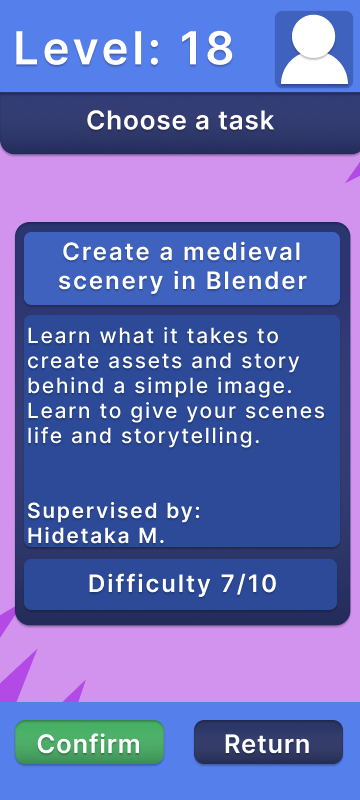 Level: 18
Choose a task
Create a medieval
scenery in Blender
Learn what it takes to
create assets and story
behind a simple image.
Learn to give your scenes
life and storytelling.
Supervised by:
Hidetaka M.
Difficulty 7/10
Confirm
Return